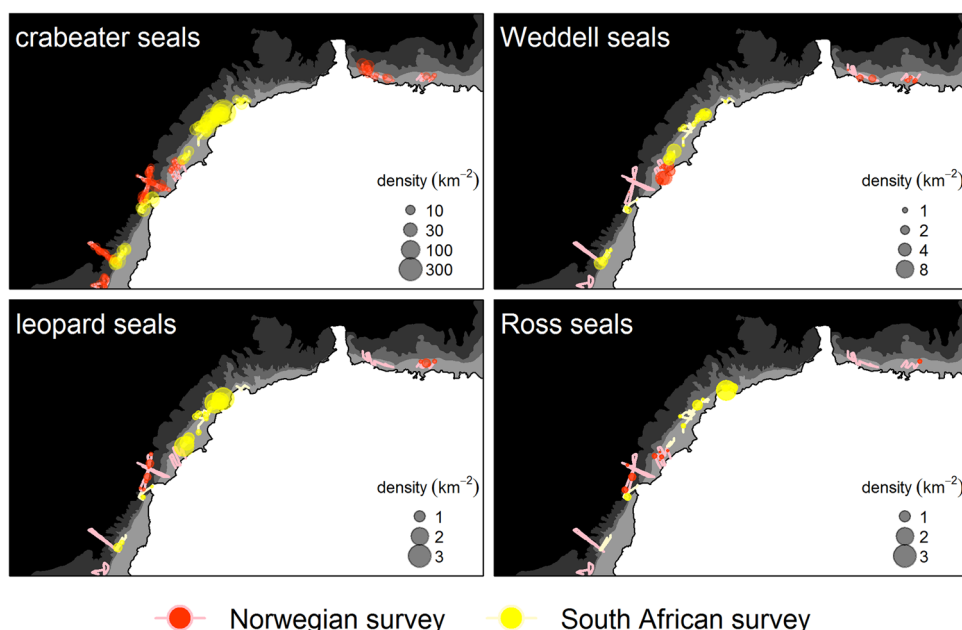 crabeater seals
Weddell seals
density (km⁻²)
10
30
100
300
density (km⁻²)
1
2
4
8
leopard seals
Ross seals
density (km⁻²)
1
2
3
density (km⁻²)
1
2
3
Norwegian survey
South African survey